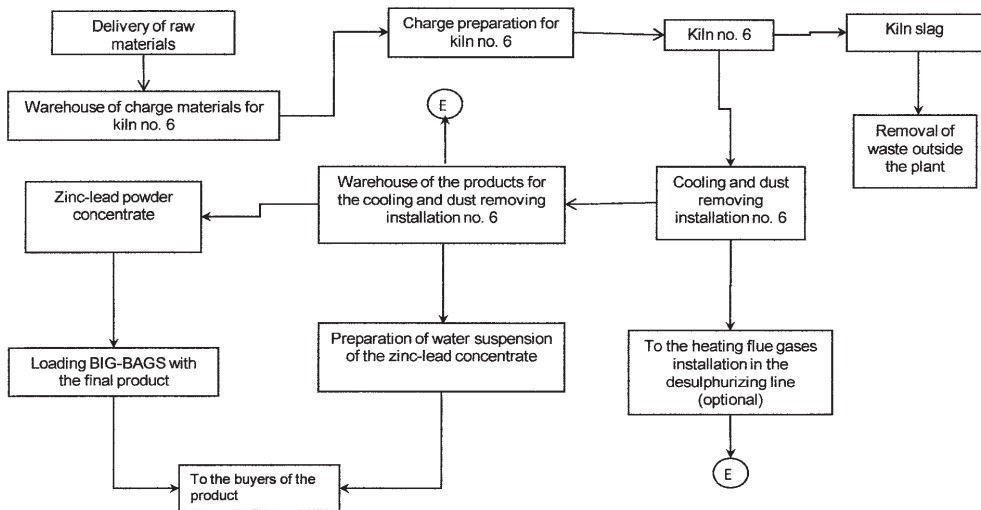 Delivery of raw
materials
Charge preparation for
kiln no. 6
Kiln no. 6
Kiln slag
Warehouse of charge materials for
kiln no. 6
E
Removal of
waste outside
the plant
Zinc-lead powder
concentrate
Warehouse of the products for
the cooling and dust removing
installation no. 6
Cooling and dust
removing
installation no. 6
Loading BIG-BAGS with
the final product
Preparation of water suspension
of the zinc-lead concentrate
To the heating flue gases
installation in the
desulphurizing line
(optional)
E
To the buyers of the
product